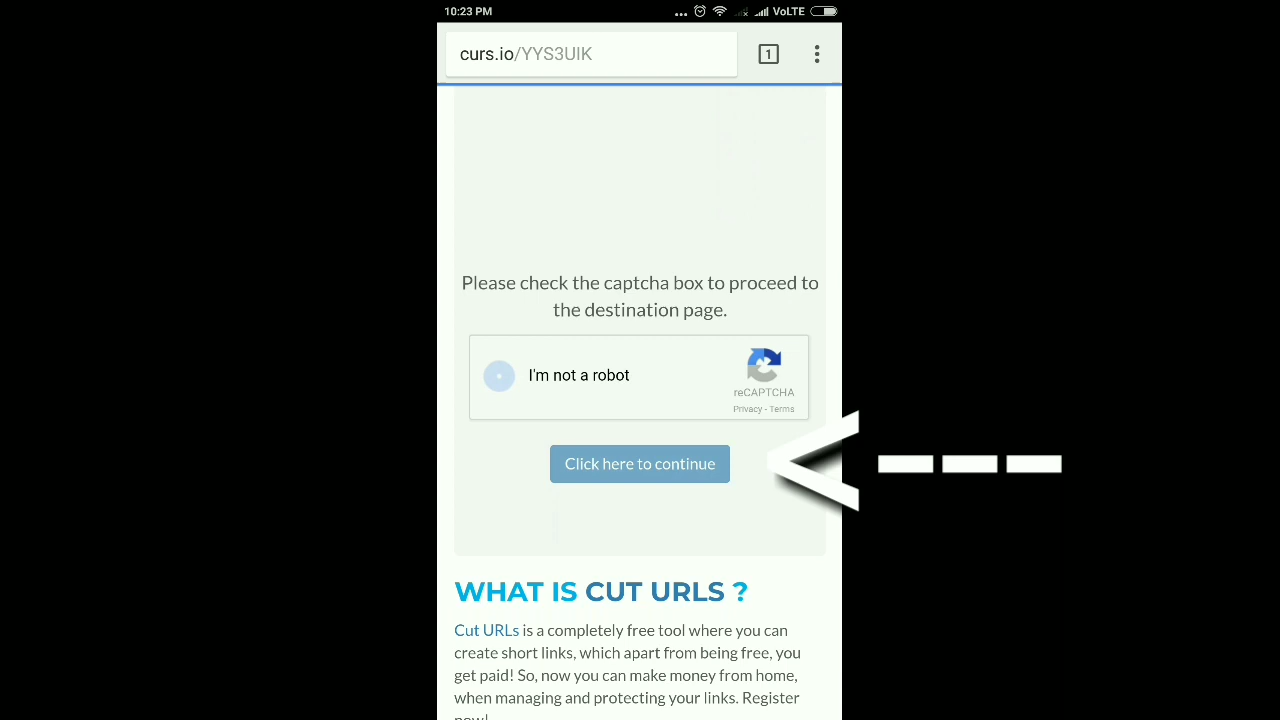 10:23 PM
... VoLTE
curs.io/YYS3UIK
1
Please check the captcha box to proceed to
the destination page.
I'm not a robot
reCAPTCHA
Privacy - Terms
Click here to continue
<---
WHAT IS CUT URLS ?
Cut URLs is a completely free tool where you can
create short links, which apart from being free, you
get paid! So, now you can make money from home,
when managing and protecting your links. Register
now!